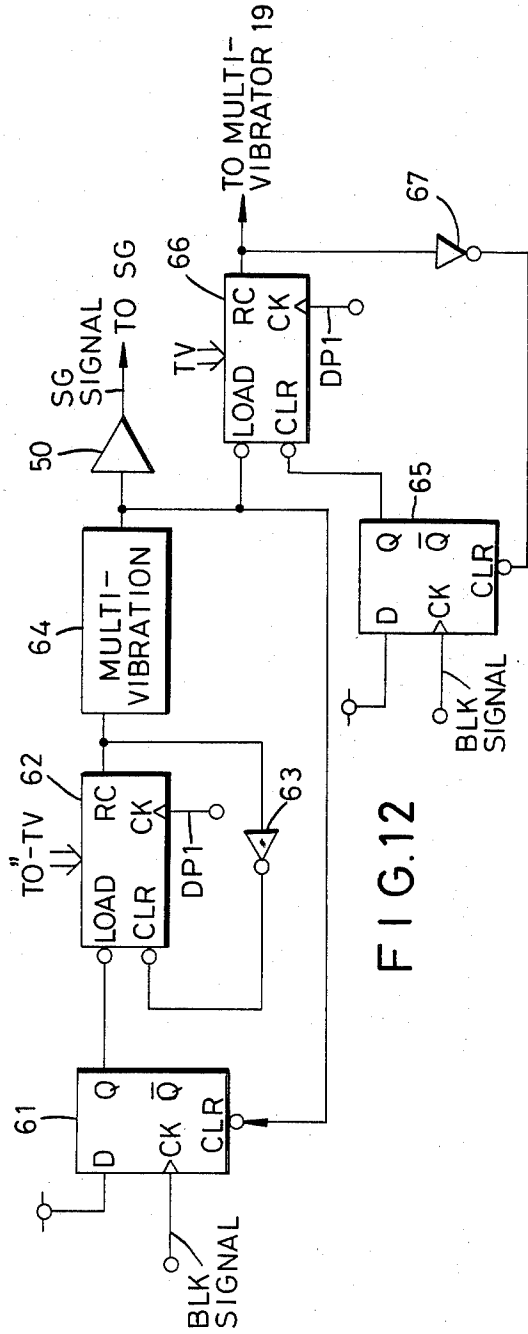 61
D
Q
Q̅
CK
CLR
BLK
SIGNAL
TO"-TV
62
LOAD
RC
CLR
CK
DP1
63
64
MULTI-
VIBRATION
50
SG
SIGNAL
TO SG
TV
66
LOAD
RC
CLR
CK
DP1
TO MULTI-
VIBRATOR 19
67
65
D
Q
Q̅
CK
CLR
BLK
SIGNAL
FIG.12